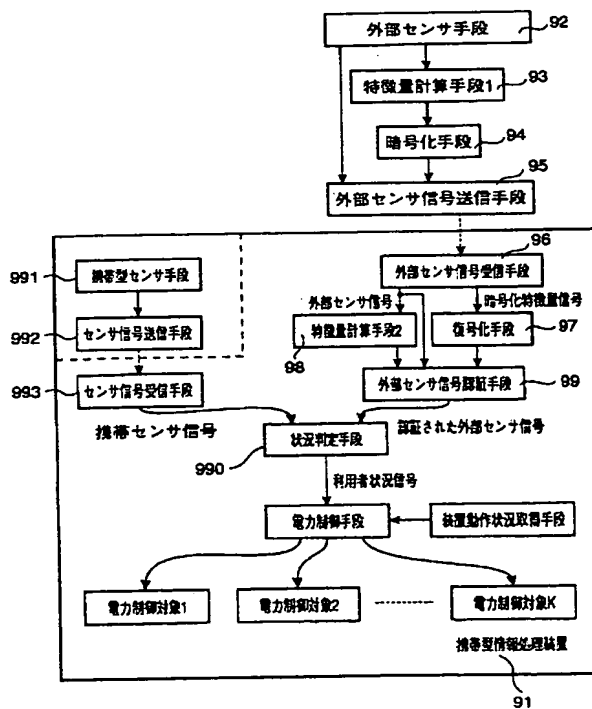 外部センサ手段
92
特徴量計算手段1
93
暗号化手段
94
外部センサ信号送信手段
95
991
携帯型センサ手段
992
センサ信号送信手段
993
センサ信号受信手段
96
外部センサ信号受信手段
外部センサ信号
暗号化特徴量信号
特徴量計算手段2
98
復号化手段
97
外部センサ信号認証手段
99
携帯センサ信号
認証された外部センサ信号
状況判定手段
990
利用者状況信号
電力制御手段
装置動作状況取得手段
電力制御対象1
電力制御対象2
電力制御対象K
携帯型情報処理装置
91